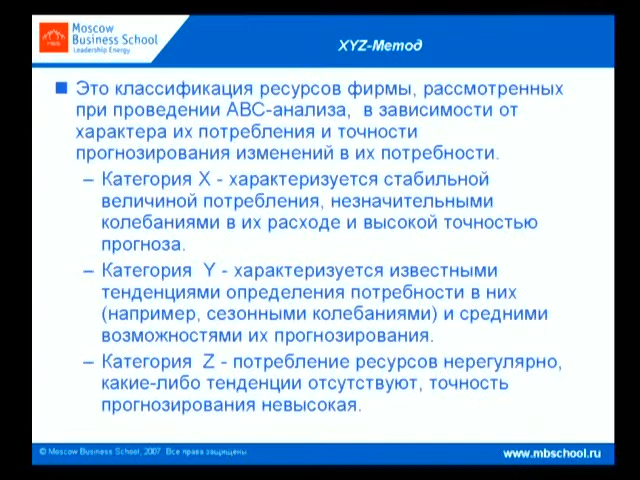 Moscow
Business School
Leadership Energy
XYZ-Метод
Это классификация ресурсов фирмы, рассмотренных
при проведении АВС-анализа, в зависимости от
характера их потребления и точности
прогнозирования изменений в их потребности.
– Категория X - характеризуется стабильной
величиной потребления, незначительными
колебаниями в их расходе и высокой точностью
прогноза.
– Категория Y - характеризуется известными
тенденциями определения потребности в них
(например, сезонными колебаниями) и средними
возможностями их прогнозирования.
– Категория Z - потребление ресурсов нерегулярно,
какие-либо тенденции отсутствуют, точность
прогнозирования невысокая.
© Moscow Business School, 2007. Все права защищены
www.mbschool.ru